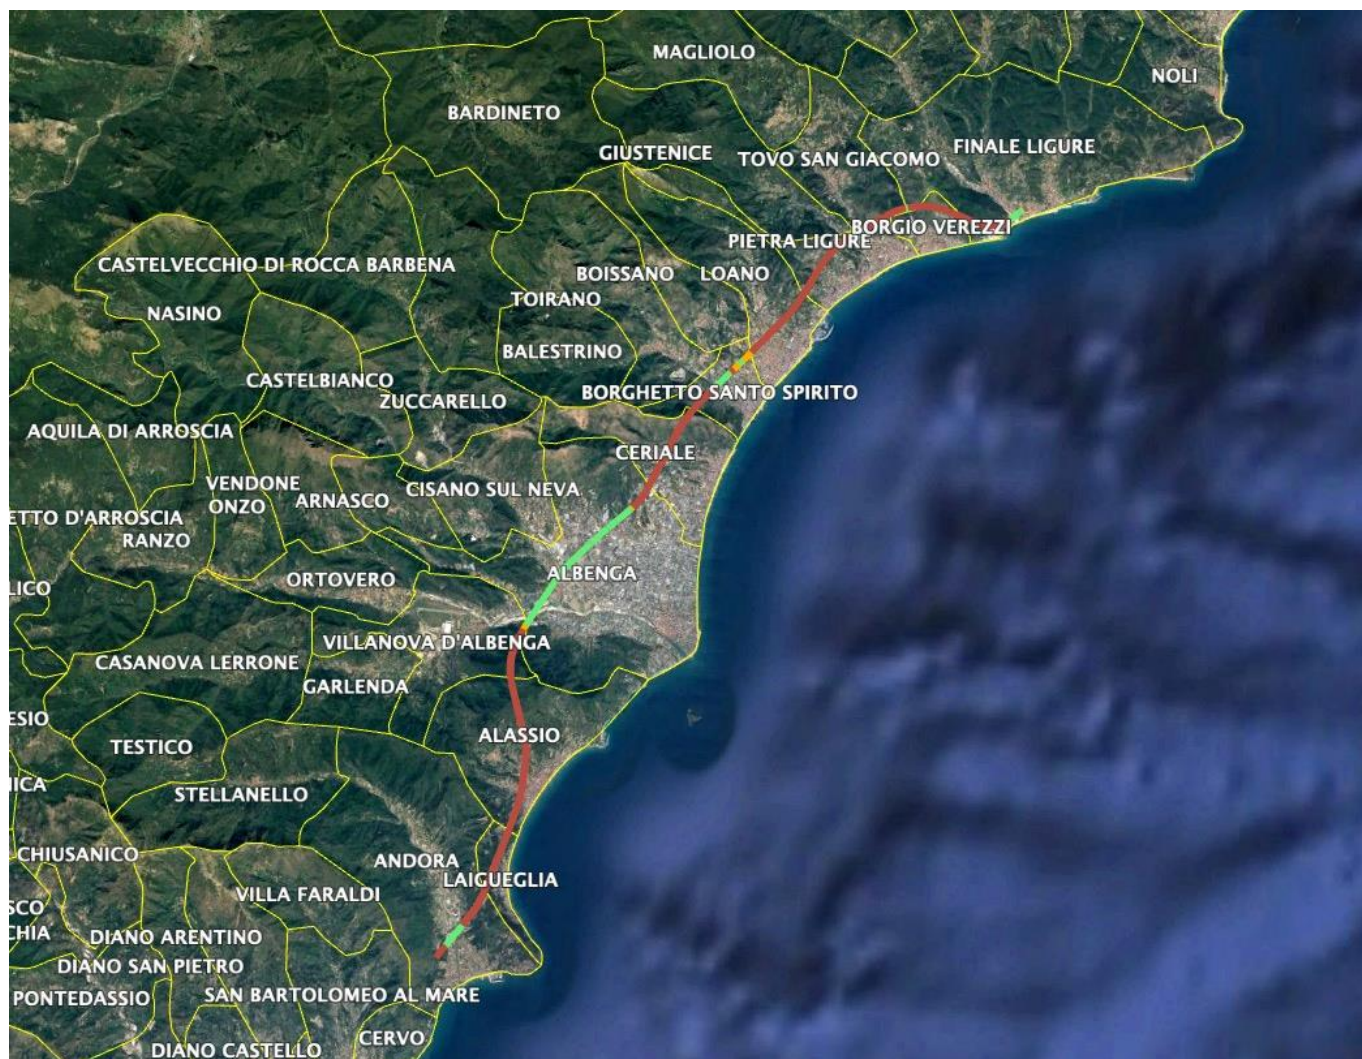 MAGLIOLO
NOLI
BARDINETO
FINALE LIGURE
GIUSTENICE
TOVO SAN GIACOMO
BORGIO VEREZZI
PIETRA LIGURE
CASTELVECCHIO DI ROCCA BARBENA
BOISSANO
LOANO
TOIRANO
NASINO
BALESTRINO
CASTELBIANCO
BORGHETTO SANTO SPIRITO
ZUCCARELLO
AQUILA DI ARROSCIA
CERIALE
VENDONE
CISANO SUL NEVA
ARNASCO
ONZO
ETTO D'ARROSCIA
RANZO
ALBENGA
ORTOVERO
LICO
VILLANOVA D'ALBENGA
CASANOVA LERRONE
GARLENDA
ESIO
ALASSIO
TESTICO
NICA
STELLANELLO
CHIUSANICO
ANDORA
LAIGUEGLIA
VILLA FARALDI
SCO
CHIA
DIANO ARENTINO
DIANO SAN PIETRO
SAN BARTOLOMEO AL MARE
PONTEDASSIO
CERVO
DIANO CASTELLO